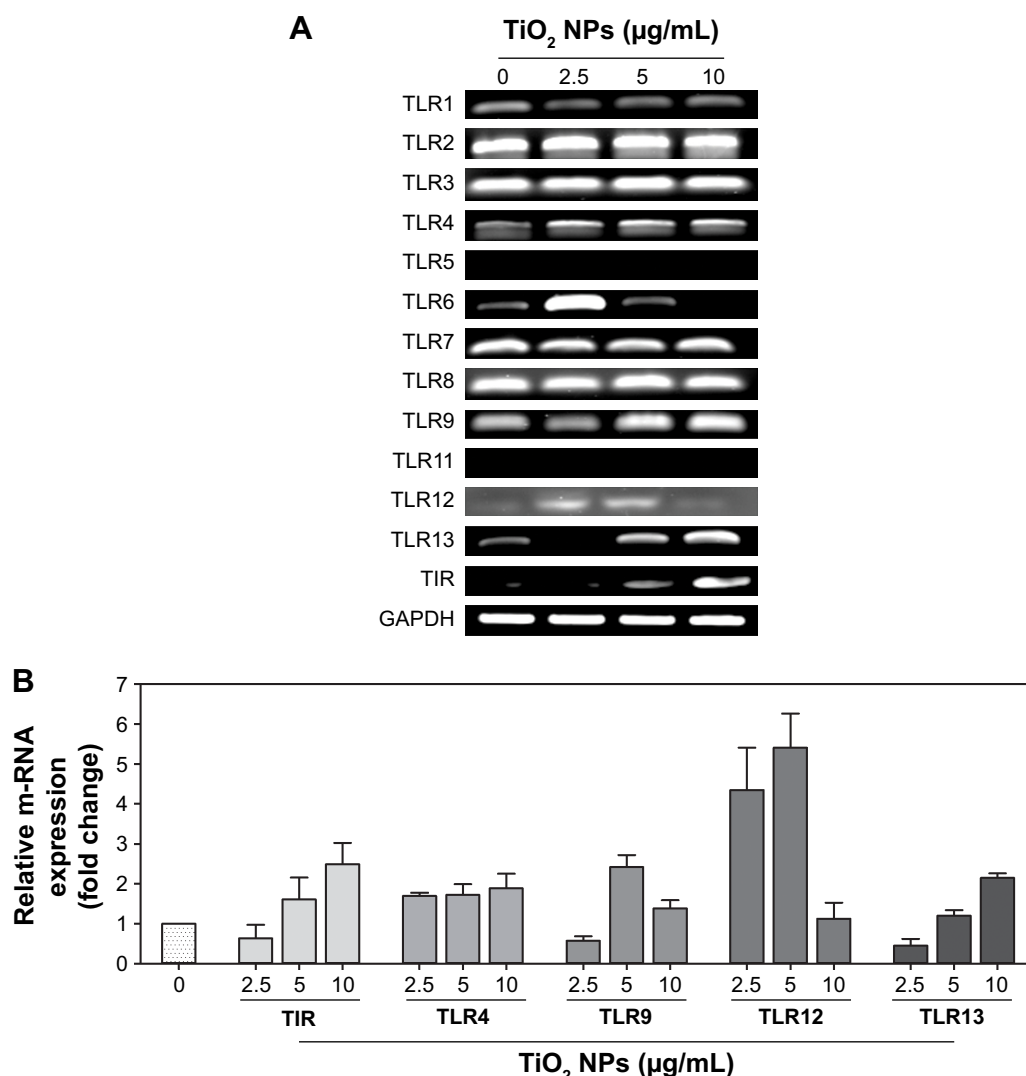 A
TiO2 NPs (µg/mL)
0 2.5 5 10
TLR1
TLR2
TLR3
TLR4
TLR5
TLR6
TLR7
TLR8
TLR9
TLR11
TLR12
TLR13
TIR
GAPDH
B
Relative m-RNA
expression
(fold change)
7
6
5
4
3
2
1
0
0 2.5 5 10 2.5 5 10 2.5 5 10 2.5 5 10 2.5 5 10
TIR TLR4 TLR9 TLR12 TLR13
TiO2 NPs (µg/mL)